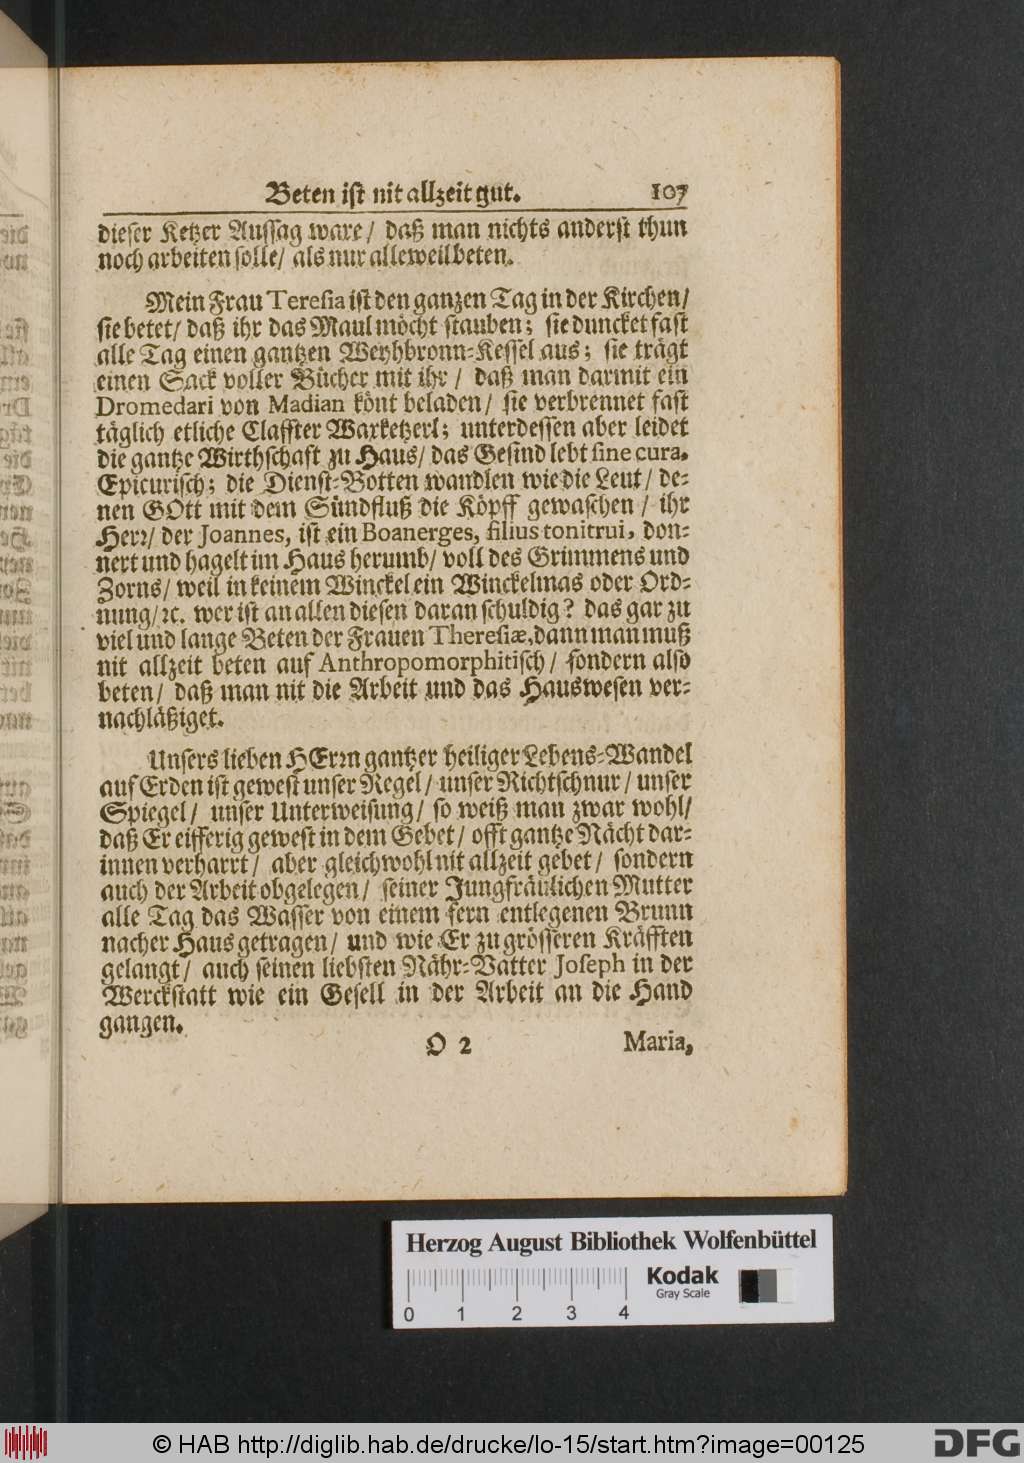 Beten ist nit allzeit gut. 107
dieser Ketzer Aussag ware / daß man nichts anderst thun
noch arbeiten solle / als nur alleweil beten.
Mein Frau Teresia ist den ganzen Tag in der Kirchen /
sie betet / daß ihr das Maul möcht stauben; sie duncket fast
alle Tag einen gantzen Weyhbronn-Kessel aus; sie trägt
einen Sack voller Bücher mit ihr / daß man darmit ein
Dromedari von Madian könt beladen / sie verbrennet fast
täglich etliche Claffter Waxketzerl; unterdessen aber leidet
die gantze Wirthschafft zu Haus / das Gesind lebt sine cura.
Epicurisch; die Dienst-Botten wandlen wie die Leut / de-
nen GOtt mit dem Sündfluß die Köpff gewaschen / ihr
Herr / der Joannes, ist ein Boanerges, filius tonitrui, don-
nert und hagelt im Haus herumb / voll des Grimmens und
Zorns / weil in keinem Winckel ein Winckelmas oder Ord-
nung / ꝛc. wer ist an allen diesen daran schuldig? das gar zu
viel und lange Beten der Frauen Theresiæ, dann man muß
nit allzeit beten auf Anthropomorphitisch / sondern also
beten / daß man nit die Arbeit und das Hauswesen ver-
nachläßiget.
Unsers lieben HErrn gantzer heiliger Lebens-Wandel
auf Erden ist gewest unser Regel / unser Richtschnur / unser
Spiegel / unser Unterweisung / so weiß man zwar wohl /
daß Er eifferig gewest in dem Gebet / offt gantze Nächt dar-
innen verharrt / aber gleichwohl nit allzeit gebet / sondern
auch der Arbeit obgelegen / seiner Jungfräulichen Mutter
alle Tag das Wasser von einem fern entlegenen Brunn
nacher Haus getragen / und wie Er zu grösseren Kräfften
gelangt / auch seinen liebsten Nähr-Vatter Joseph in der
Werckstatt wie ein Gesell in der Arbeit an die Hand
gangen.
O 2 Maria,
Herzog August Bibliothek Wolfenbüttel
Kodak
Gray Scale
0 1 2 3 4
© HAB http://diglib.hab.de/drucke/lo-15/start.htm?image=00125
DFG